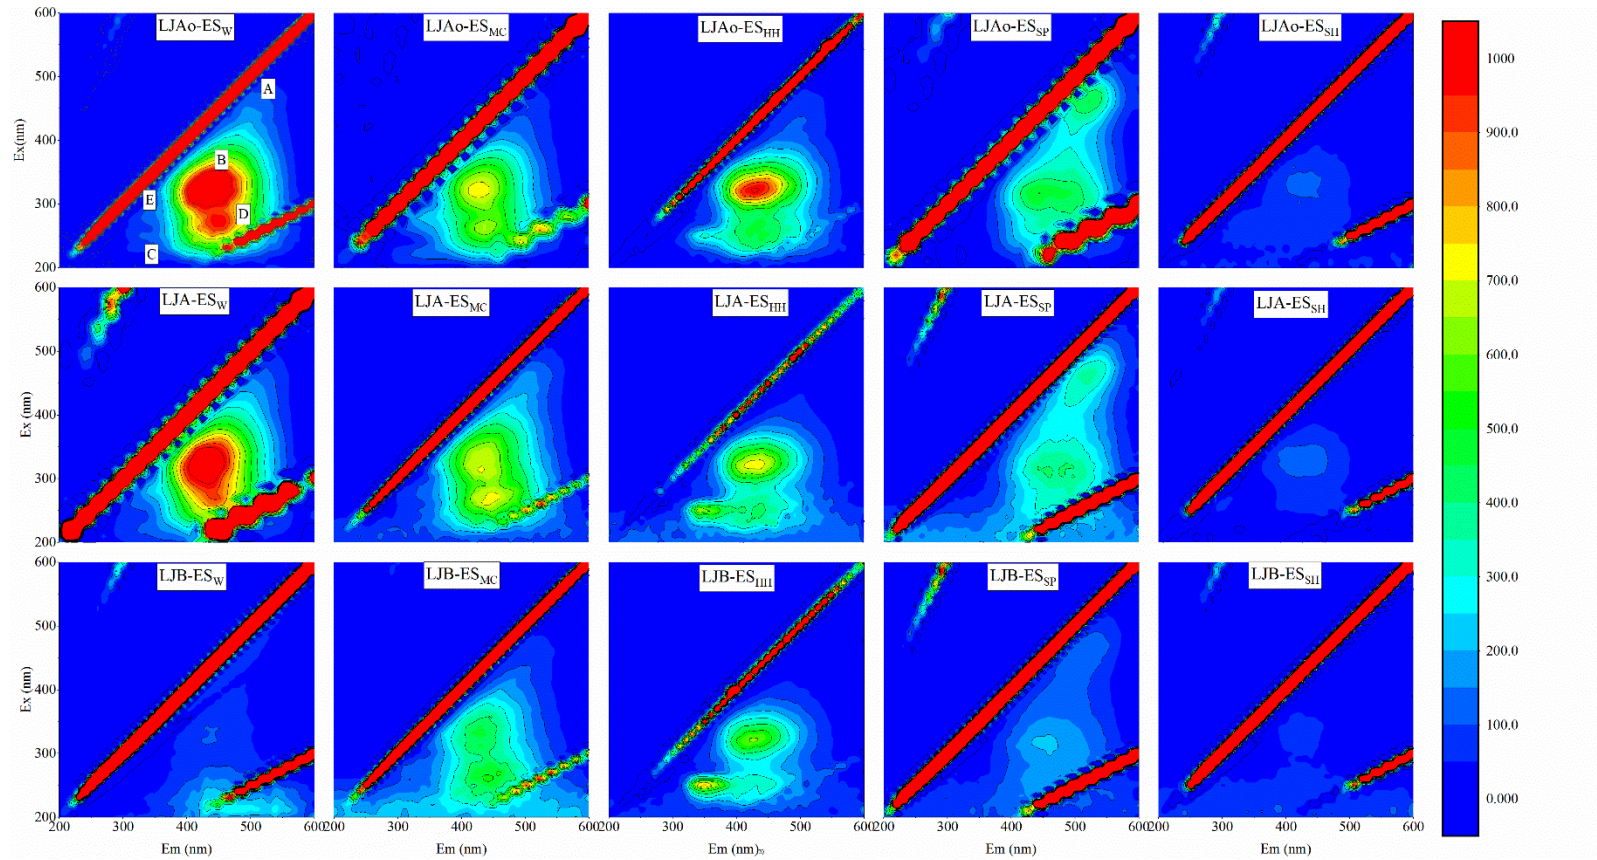 LJAo-ESW LJAo-ESMC LJAo-ESHH LJAo-ESSP LJAo-ESSH
600
500
400
300
200
Ex(nm)
A
B
E
D
C
LJA-ESW LJA-ESMC LJA-ESHH LJA-ESSP LJA-ESSH
600
500
400
300
200
Ex (nm)
LJB-ESW LJB-ESMC LJB-ESHH LJB-ESSP LJB-ESSH
600
500
400
300
200
Ex (nm)
200 300 400 500 600 200 300 400 500 600 200 300 400 500 600 200 300 400 500 600 200 300 400 500 600
Em (nm) Em (nm) Em (nm) Em (nm) Em (nm)
1000
900.0
800.0
700.0
600.0
500.0
400.0
300.0
200.0
100.0
0.000